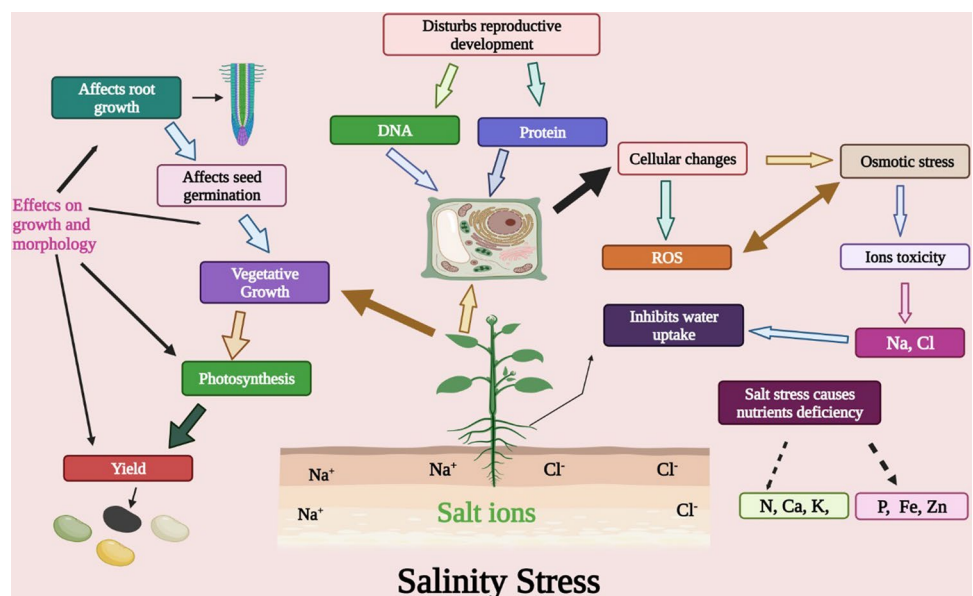 Disturbs reproductive
development
Affects root
growth
DNA
Protein
Cellular changes
Osmotic stress
Affects seed
germination
Effetcs on
growth and
morphology
ROS
Ions toxicity
Vegetative
Growth
Inhibits water
uptake
Na, Cl
Photosynthesis
Salt stress causes
nutrients deficiency
Yield
Na⁺
Na⁺
Cl⁻
Cl⁻
Na⁺
Salt ions
Cl⁻
N, Ca, K,
P, Fe, Zn
Salinity Stress